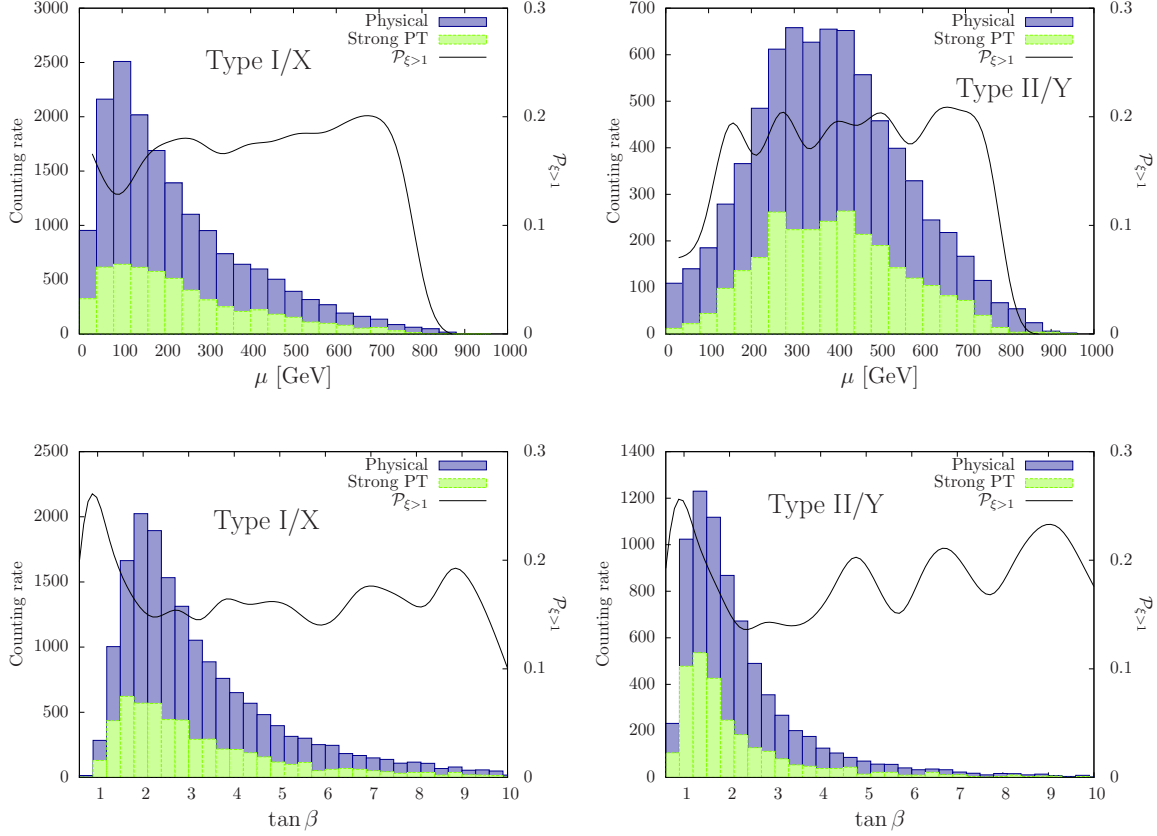 3000
2500
2000
1500
1000
500
0
Counting rate
0 100 200 300 400 500 600 700 800 900 1000
μ [GeV]
0.3
0.2
0.1
0
𝒫ξ>1
Type I/X
Physical
Strong PT
𝒫ξ>1
700
600
500
400
300
200
100
0
Counting rate
0 100 200 300 400 500 600 700 800 900 1000
μ [GeV]
0.3
0.2
0.1
0
𝒫ξ>1
Physical
Strong PT
𝒫ξ>1
Type II/Y
2500
2000
1500
1000
500
0
Counting rate
1 2 3 4 5 6 7 8 9 10
tan β
0.3
0.2
0.1
0
𝒫ξ>1
Physical
Strong PT
𝒫ξ>1
Type I/X
1400
1200
1000
800
600
400
200
0
Counting rate
1 2 3 4 5 6 7 8 9 10
tan β
0.3
0.2
0.1
0
𝒫ξ>1
Physical
Strong PT
𝒫ξ>1
Type II/Y